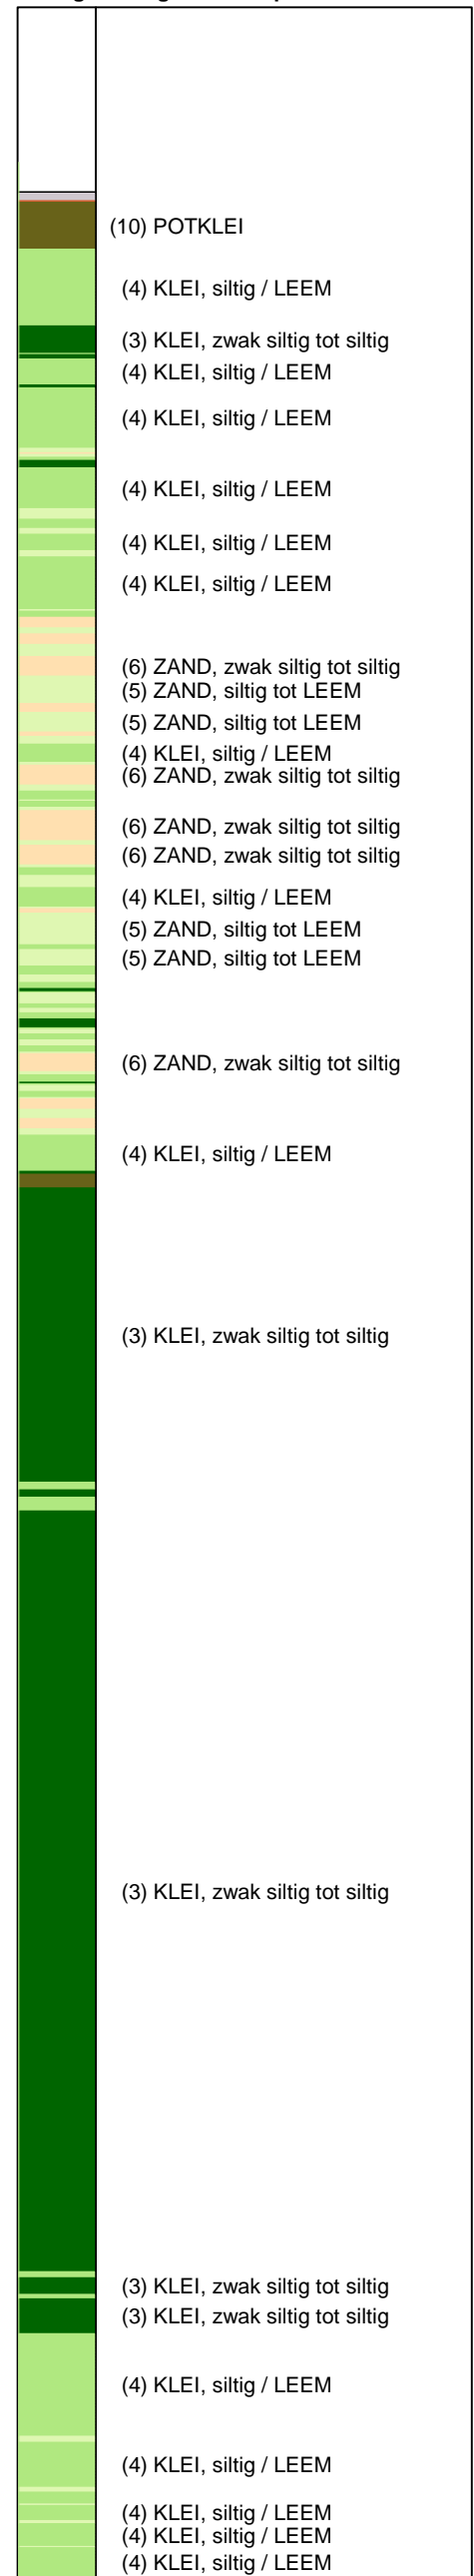 (10) POTKLEI
(4) KLEI, siltig / LEEM
(3) KLEI, zwak siltig tot siltig
(4) KLEI, siltig / LEEM
(4) KLEI, siltig / LEEM
(4) KLEI, siltig / LEEM
(4) KLEI, siltig / LEEM
(4) KLEI, siltig / LEEM
(6) ZAND, zwak siltig tot siltig
(5) ZAND, siltig tot LEEM
(5) ZAND, siltig tot LEEM
(4) KLEI, siltig / LEEM
(6) ZAND, zwak siltig tot siltig
(6) ZAND, zwak siltig tot siltig
(6) ZAND, zwak siltig tot siltig
(4) KLEI, siltig / LEEM
(5) ZAND, siltig tot LEEM
(5) ZAND, siltig tot LEEM
(6) ZAND, zwak siltig tot siltig
(4) KLEI, siltig / LEEM
(3) KLEI, zwak siltig tot siltig
(3) KLEI, zwak siltig tot siltig
(3) KLEI, zwak siltig tot siltig
(3) KLEI, zwak siltig tot siltig
(4) KLEI, siltig / LEEM
(4) KLEI, siltig / LEEM
(4) KLEI, siltig / LEEM
(4) KLEI, siltig / LEEM
(4) KLEI, siltig / LEEM